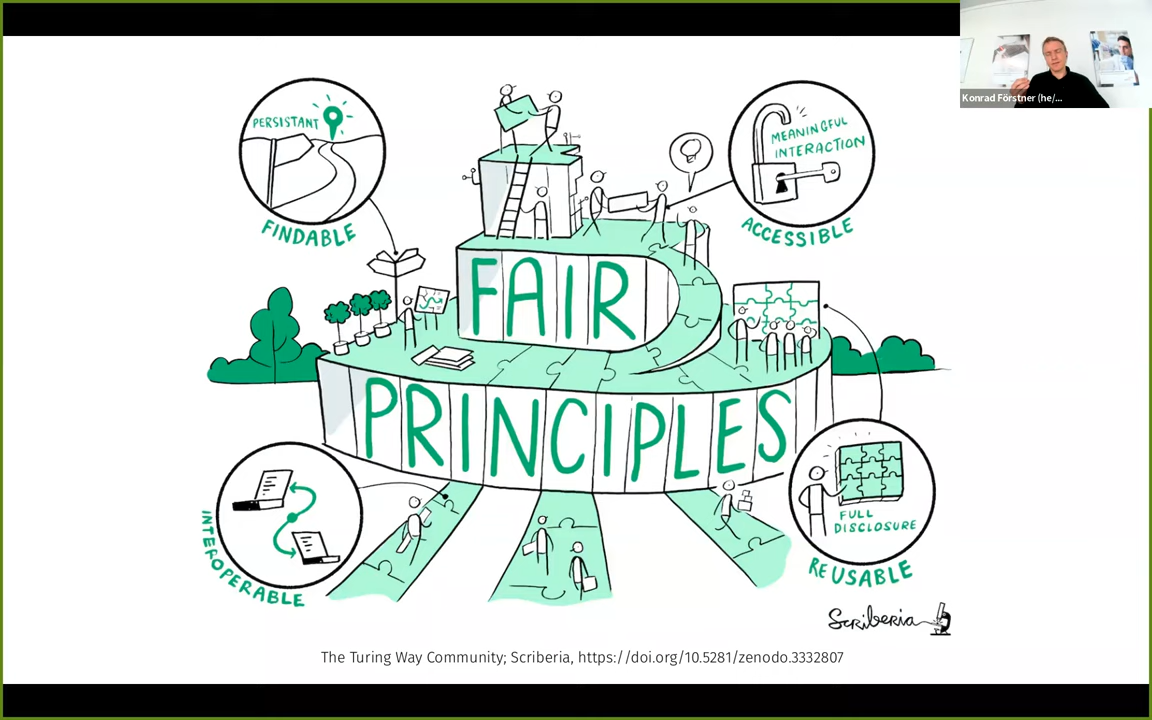 Konrad Förstner (he/...
PERSISTANT
FINDABLE
MEANINGFUL
INTERACTION
ACCESSIBLE
FAIR
PRINCIPLES
INTEROPERABLE
FULL
DISCLOSURE
REUSABLE
Scriberia
The Turing Way Community; Scriberia, https://doi.org/10.5281/zenodo.3332807